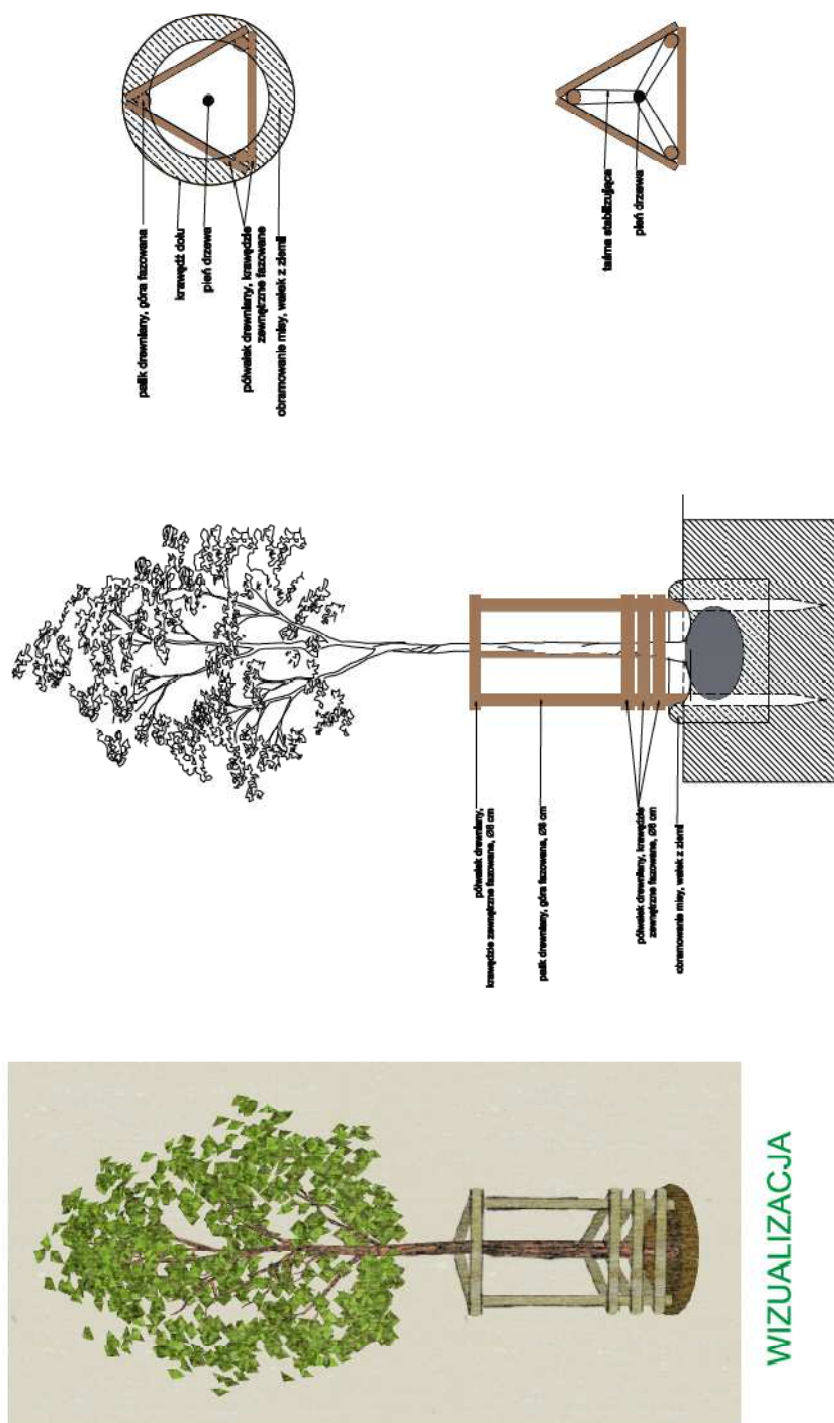 palik drewniany, góra fazowana
krawędź dołu
pień drzewa
półwałek drewniany, krawędzie
zewnętrzne fazowane
obramowanie misy, wałek z ziemi
taśma stabilizująca
pień drzewa
półwałek drewniany,
krawędzie zewnętrzne fazowane, Ø8 cm
palik drewniany, góra fazowana, Ø8 cm
półwałek drewniany, krawędzie
zewnętrzne fazowane, Ø8 cm
obramowanie misy, wałek z ziemi
WIZUALIZACJA